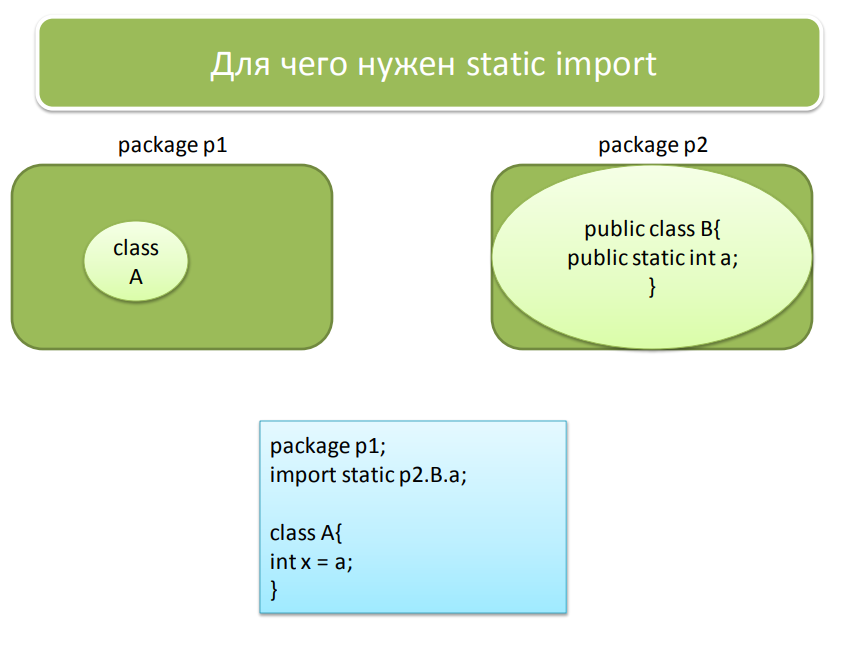 Для чего нужен static import
package p1
package p2
class
A
public class B{
public static int a;
}
package p1;
import static p2.B.a;
class A{
int x = a;
}